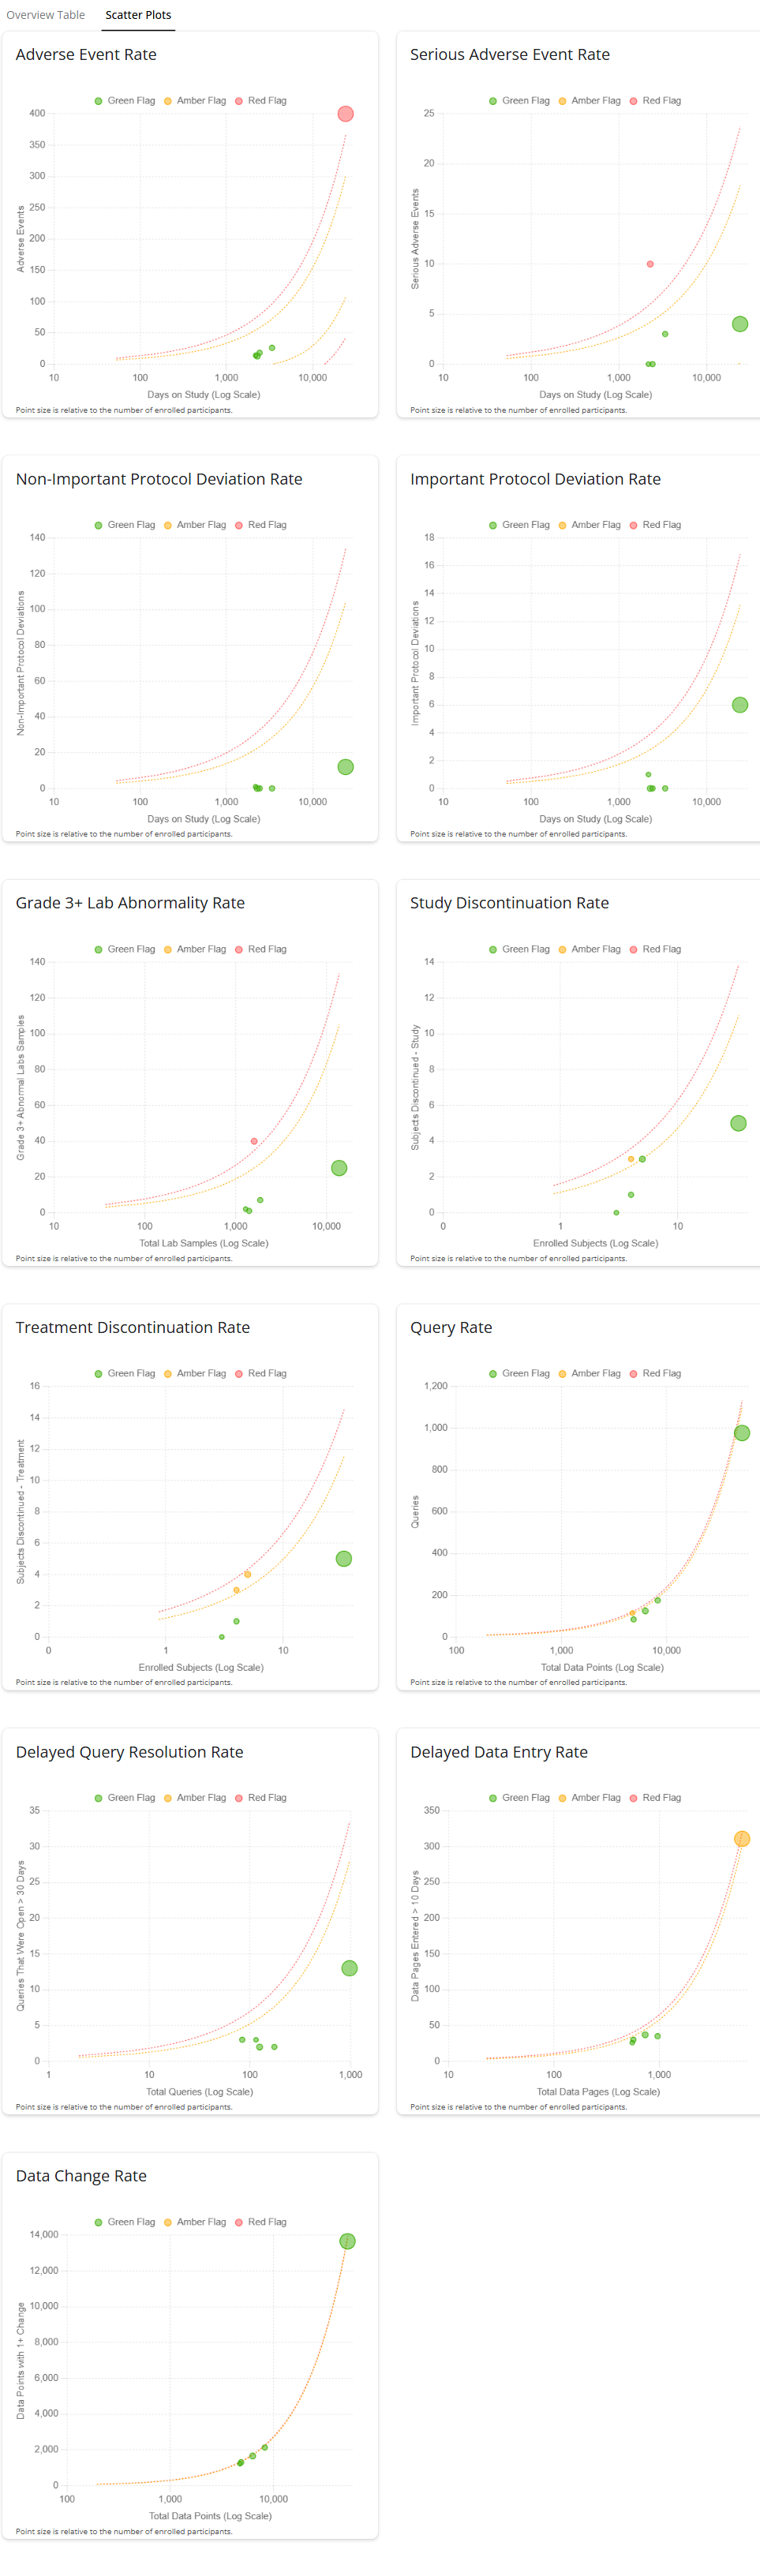 Overview Table Scatter Plots
Adverse Event Rate
Green Flag Amber Flag Red Flag
400
350
300
250
200
150
100
50
0
Adverse Events
10 100 1,000 10,000
Days on Study (Log Scale)
Point size is relative to the number of enrolled participants.
Serious Adverse Event Rate
Green Flag Amber Flag Red Flag
25
20
15
10
5
0
Serious Adverse Events
10 100 1,000 10,000
Days on Study (Log Scale)
Point size is relative to the number of enrolled participants.
Non-Important Protocol Deviation Rate
Green Flag Amber Flag Red Flag
140
120
100
80
60
40
20
0
Non-Important Protocol Deviations
10 100 1,000 10,000
Days on Study (Log Scale)
Point size is relative to the number of enrolled participants.
Important Protocol Deviation Rate
Green Flag Amber Flag Red Flag
18
16
14
12
10
8
6
4
2
0
Important Protocol Deviations
10 100 1,000 10,000
Days on Study (Log Scale)
Point size is relative to the number of enrolled participants.
Grade 3+ Lab Abnormality Rate
Green Flag Amber Flag Red Flag
140
120
100
80
60
40
20
0
Grade 3+ Abnormal Labs Samples
10 100 1,000 10,000
Total Lab Samples (Log Scale)
Point size is relative to the number of enrolled participants.
Study Discontinuation Rate
Green Flag Amber Flag Red Flag
14
12
10
8
6
4
2
0
Subjects Discontinued - Study
0 1 10
Enrolled Subjects (Log Scale)
Point size is relative to the number of enrolled participants.
Treatment Discontinuation Rate
Green Flag Amber Flag Red Flag
16
14
12
10
8
6
4
2
0
Subjects Discontinued - Treatment
0 1 10
Enrolled Subjects (Log Scale)
Point size is relative to the number of enrolled participants.
Query Rate
Green Flag Amber Flag Red Flag
1,200
1,000
800
600
400
200
0
Queries
100 1,000 10,000
Total Data Points (Log Scale)
Point size is relative to the number of enrolled participants.
Delayed Query Resolution Rate
Green Flag Amber Flag Red Flag
35
30
25
20
15
10
5
0
Queries That Were Open > 30 Days
1 10 100 1,000
Total Queries (Log Scale)
Point size is relative to the number of enrolled participants.
Delayed Data Entry Rate
Green Flag Amber Flag Red Flag
350
300
250
200
150
100
50
0
Data Pages Entered > 10 Days
10 100 1,000
Total Data Pages (Log Scale)
Point size is relative to the number of enrolled participants.
Data Change Rate
Green Flag Amber Flag Red Flag
14,000
12,000
10,000
8,000
6,000
4,000
2,000
0
Data Points with 1+ Change
100 1,000 10,000
Total Data Points (Log Scale)
Point size is relative to the number of enrolled participants.